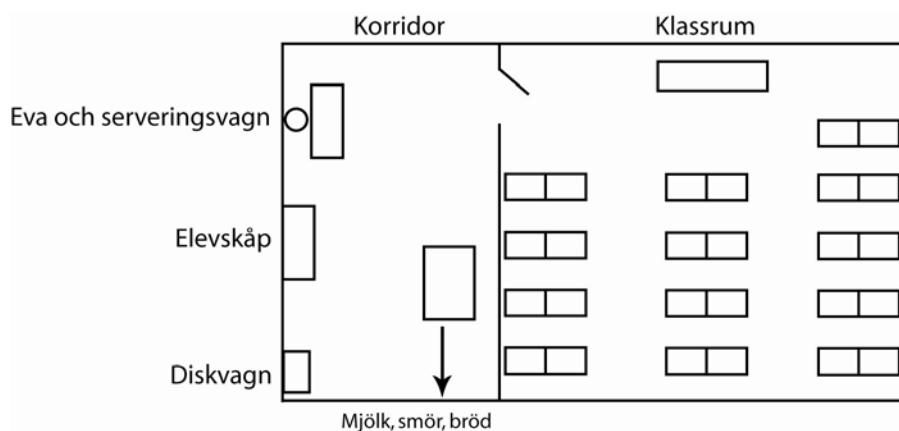 Korridor Klassrum
Eva och serveringsvagn
Elevskåp
Diskvagn
Mjölk, smör, bröd